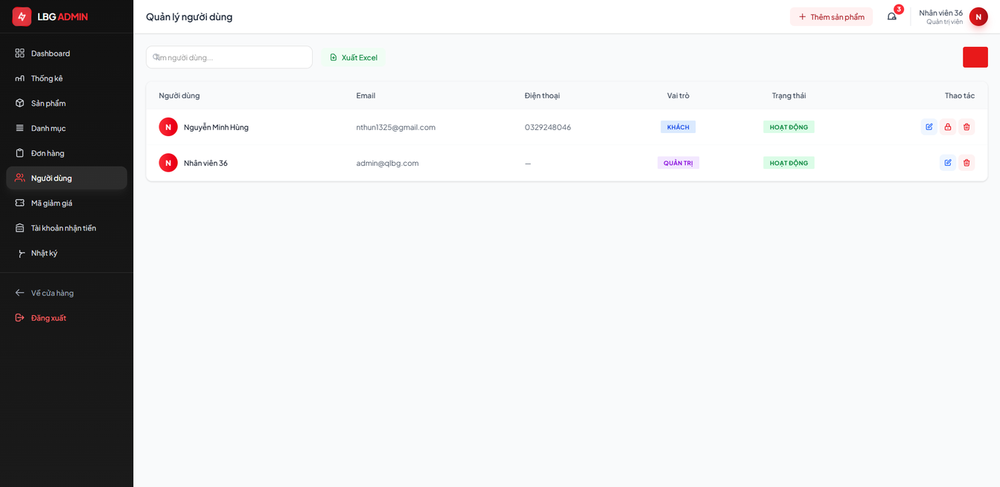 LBG ADMIN
Quản lý người dùng
Thêm sản phẩm
3
Nhân viên 36
Quản trị viên
N
Dashboard
Thống kê
Sản phẩm
Danh mục
Đơn hàng
Người dùng
Mã giảm giá
Tài khoản nhận tiền
Nhật ký
Về cửa hàng
Đăng xuất
Tìm người dùng...
Xuất Excel
Người dùng Email Điện thoại Vai trò Trạng thái Thao tác
N Nguyễn Minh Hùng nthun1325@gmail.com 0329248046 KHÁCH HOẠT ĐỘNG
N Nhân viên 36 admin@qlbg.com — QUẢN TRỊ HOẠT ĐỘNG